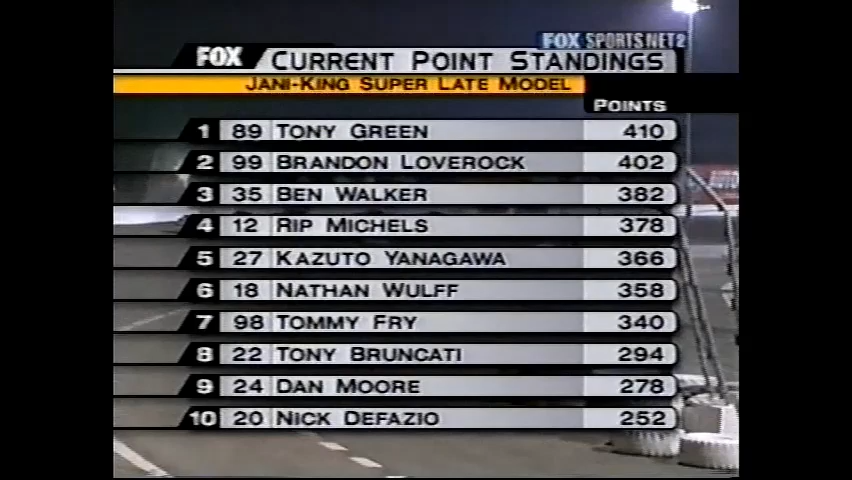 FOX SPORTS NET 2
FOX CURRENT POINT STANDINGS
JANI-KING SUPER LATE MODEL
POINTS
1 89 TONY GREEN 410
2 99 BRANDON LOVEROCK 402
3 35 BEN WALKER 382
4 12 RIP MICHELS 378
5 27 KAZUTO YANAGAWA 366
6 18 NATHAN WULFF 358
7 98 TOMMY FRY 340
8 22 TONY BRUNCATI 294
9 24 DAN MOORE 278
10 20 NICK DEFAZIO 252